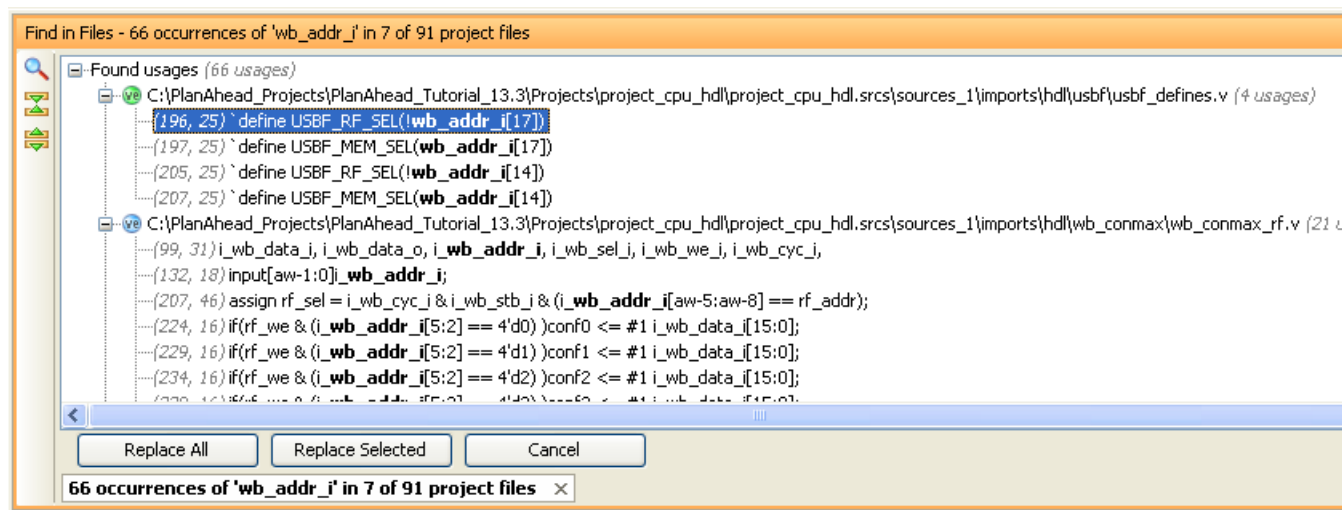 Find in Files - 66 occurrences of 'wb_addr_i' in 7 of 91 project files
Found usages (66 usages)
C:\PlanAhead_Projects\PlanAhead_Tutorial_13.3\Projects\project_cpu_hdl\project_cpu_hdl.srcs\sources_1\imports\hdl\usbf\usbf_defines.v (4 usages)
(196, 25) `define USBF_RF_SEL(!wb_addr_i[17])
(197, 25) `define USBF_MEM_SEL(wb_addr_i[17])
(205, 25) `define USBF_RF_SEL(!wb_addr_i[14])
(207, 25) `define USBF_MEM_SEL(wb_addr_i[14])
C:\PlanAhead_Projects\PlanAhead_Tutorial_13.3\Projects\project_cpu_hdl\project_cpu_hdl.srcs\sources_1\imports\hdl\wb_conmax\wb_conmax_rf.v (21
(99, 31) i_wb_data_i, i_wb_data_o, i_wb_addr_i, i_wb_sel_i, i_wb_we_i, i_wb_cyc_i,
(132, 18) input[aw-1:0]i_wb_addr_i;
(207, 46) assign rf_sel = i_wb_cyc_i & i_wb_stb_i & (i_wb_addr_i[aw-5:aw-8] == rf_addr);
(224, 16) if(rf_we & (i_wb_addr_i[5:2] == 4'd0) )conf0 <= #1 i_wb_data_i[15:0];
(229, 16) if(rf_we & (i_wb_addr_i[5:2] == 4'd1) )conf1 <= #1 i_wb_data_i[15:0];
(234, 16) if(rf_we & (i_wb_addr_i[5:2] == 4'd2) )conf2 <= #1 i_wb_data_i[15:0];
Replace All
Replace Selected
Cancel
66 occurrences of 'wb_addr_i' in 7 of 91 project files